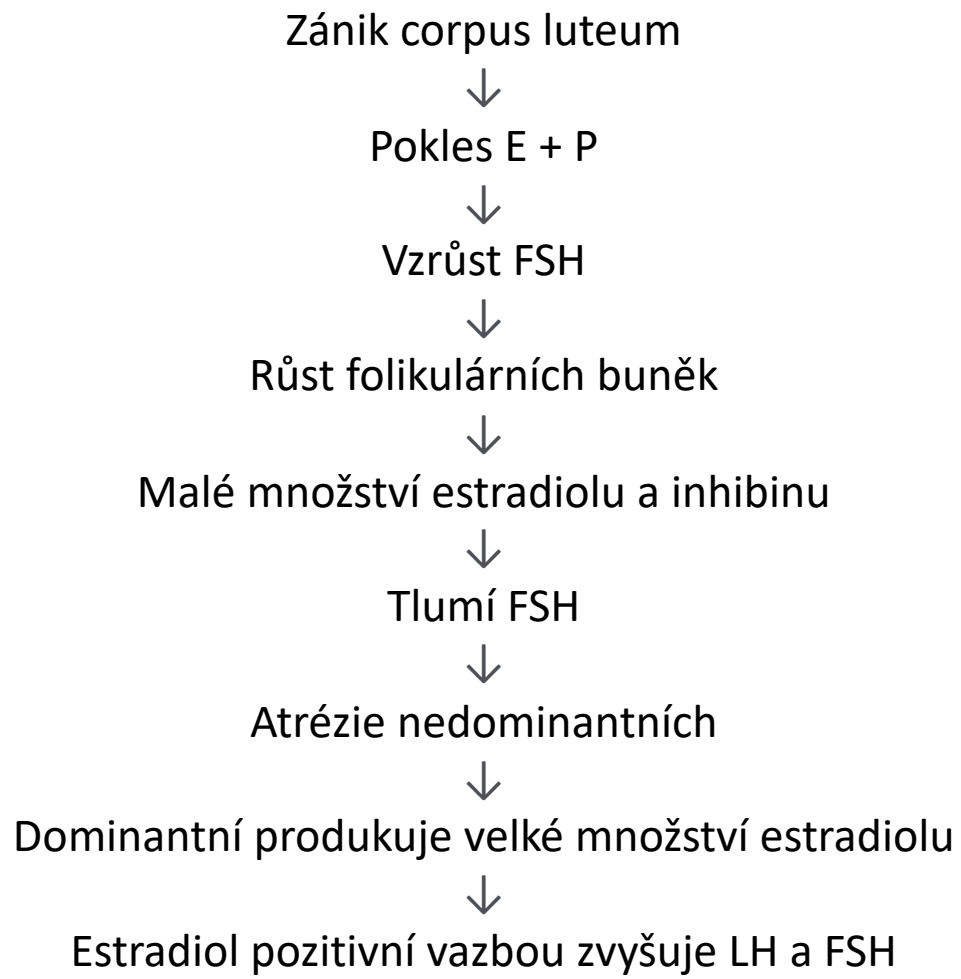 Zánik corpus luteum
↓
Pokles E + P
↓
Vzrůst FSH
↓
Růst folikulárních buněk
↓
Malé množství estradiolu a inhibinu
↓
Tlumí FSH
↓
Atrézie nedominantních
↓
Dominantní produkuje velké množství estradiolu
↓
Estradiol pozitivní vazbou zvyšuje LH a FSH